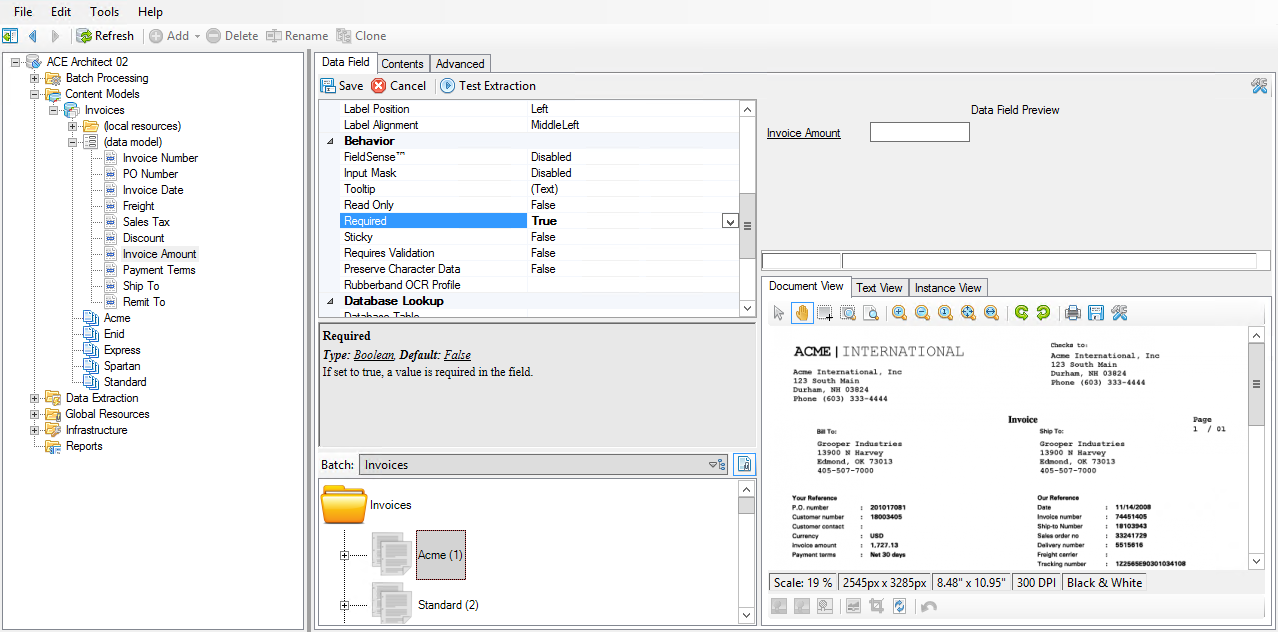 File Edit Tools Help
Refresh Add Delete Rename Clone
ACE Architect 02
Batch Processing
Content Models
Invoices
(local resources)
(data model)
Invoice Number
PO Number
Invoice Date
Freight
Sales Tax
Discount
Invoice Amount
Payment Terms
Ship To
Remit To
Acme
Enid
Express
Spartan
Standard
Data Extraction
Global Resources
Infrastructure
Reports
Data Field Contents Advanced
Save Cancel Test Extraction
Label Position Left
Label Alignment MiddleLeft
Behavior
FieldSense™ Disabled
Input Mask Disabled
Tooltip (Text)
Read Only False
Required True
Sticky False
Requires Validation False
Preserve Character Data False
Rubberband OCR Profile
Database Lookup
Database Table
Required
Type: Boolean, Default: False
If set to true, a value is required in the field.
Batch: Invoices
Invoices
Acme (1)
Standard (2)
Data Field Preview
Invoice Amount
Document View Text View Instance View
ACME | INTERNATIONAL
Acme International, Inc
123 South Main
Durham, NH 03824
Phone (603) 333-4444
Checks to:
Acme International, Inc
123 South Main
Durham, NH 03824
Phone (603) 333-4444
Invoice
Page
1 / 01
Bill To:
Grooper Industries
13900 N Harvey
Edmond, OK 73013
405-507-7000
Ship To:
Grooper Industries
13900 N Harvey
Edmond, OK 73013
405-507-7000
Your Reference
P.O. number : 201017081
Customer number : 18003405
Customer contact :
Currency : USD
Invoice amount : 1,727.13
Payment terms : Net 30 days
Our Reference
Date : 11/14/2008
Invoice number : 74451405
Ship-to Number : 18103943
Sales order no : 33241729
Delivery number : 5515616
Freight carrier :
Tracking number : 1Z2565E90301034108
Scale: 19 % 2545px x 3285px 8.48" x 10.95" 300 DPI Black & White